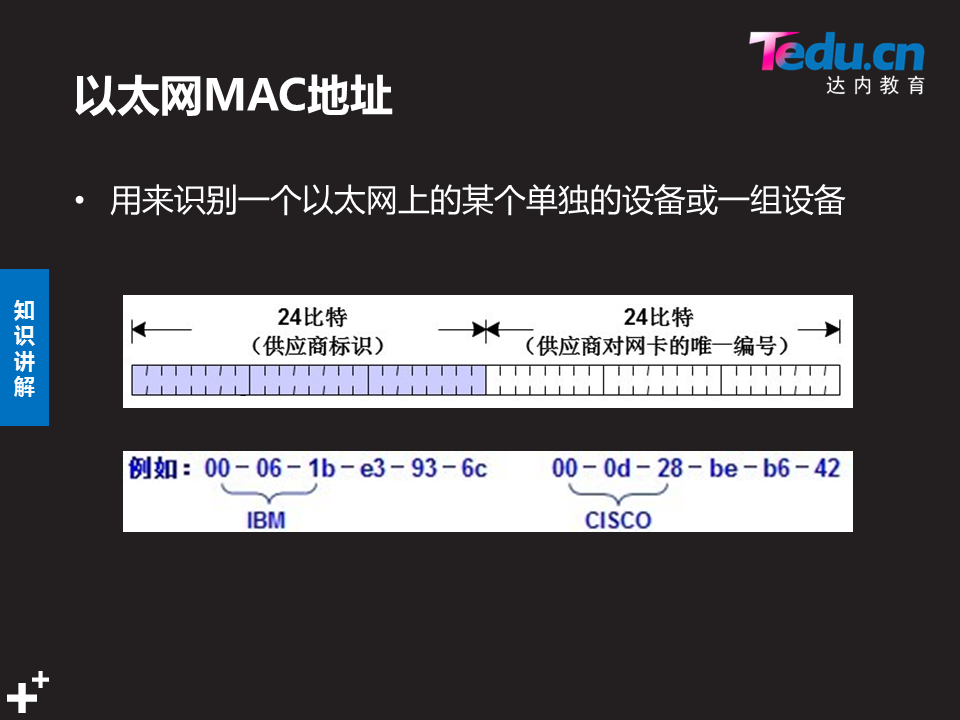 Tedu.cn
达内教育
以太网MAC地址
• 用来识别一个以太网上的某个单独的设备或一组设备
知识讲解
24比特 24比特
（供应商标识） （供应商对网卡的唯一编号）
例如：00－06－1b－e3－93－6c 00－0d－28－be－b6－42
IBM CISCO